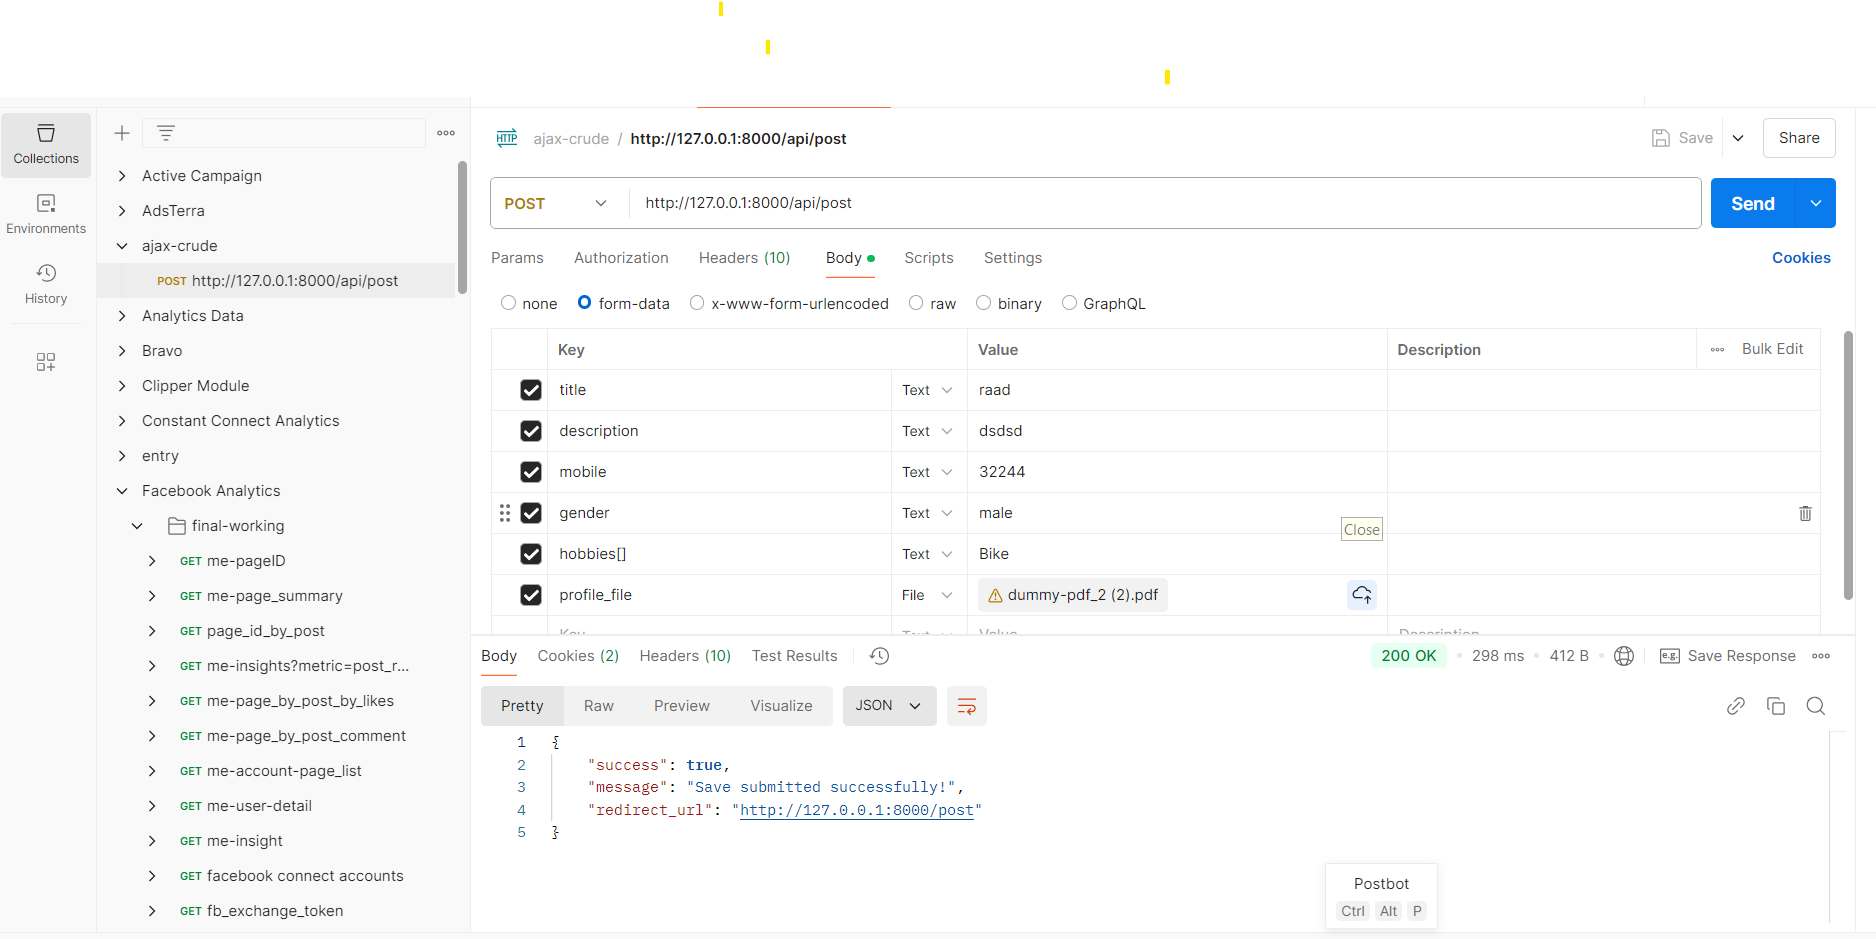 Collections
Environments
History
Active Campaign
AdsTerra
ajax-crude
POST http://127.0.0.1:8000/api/post
Analytics Data
Bravo
Clipper Module
Constant Connect Analytics
entry
Facebook Analytics
final-working
GET me-pageID
GET me-page_summary
GET page_id_by_post
GET me-insights?metric=post_r...
GET me-page_by_post_by_likes
GET me-page_by_post_comment
GET me-account-page_list
GET me-user-detail
GET me-insight
GET facebook connect accounts
GET fb_exchange_token
HTTP ajax-crude / http://127.0.0.1:8000/api/post
Save
Share
POST http://127.0.0.1:8000/api/post
Send
Params Authorization Headers (10) Body Scripts Settings
Cookies
none form-data x-www-form-urlencoded raw binary GraphQL
Key Value Description Bulk Edit
title Text raad
description Text dsdsd
mobile Text 32244
gender Text male
Close
hobbies[] Text Bike
profile_file File dummy-pdf_2 (2).pdf
Key Text Value Description
Body Cookies (2) Headers (10) Test Results
200 OK 298 ms 412 B e.g. Save Response
Pretty Raw Preview Visualize JSON
1 {
2 "success": true,
3 "message": "Save submitted successfully!",
4 "redirect_url": "http://127.0.0.1:8000/post"
5 }
Postbot
Ctrl Alt P